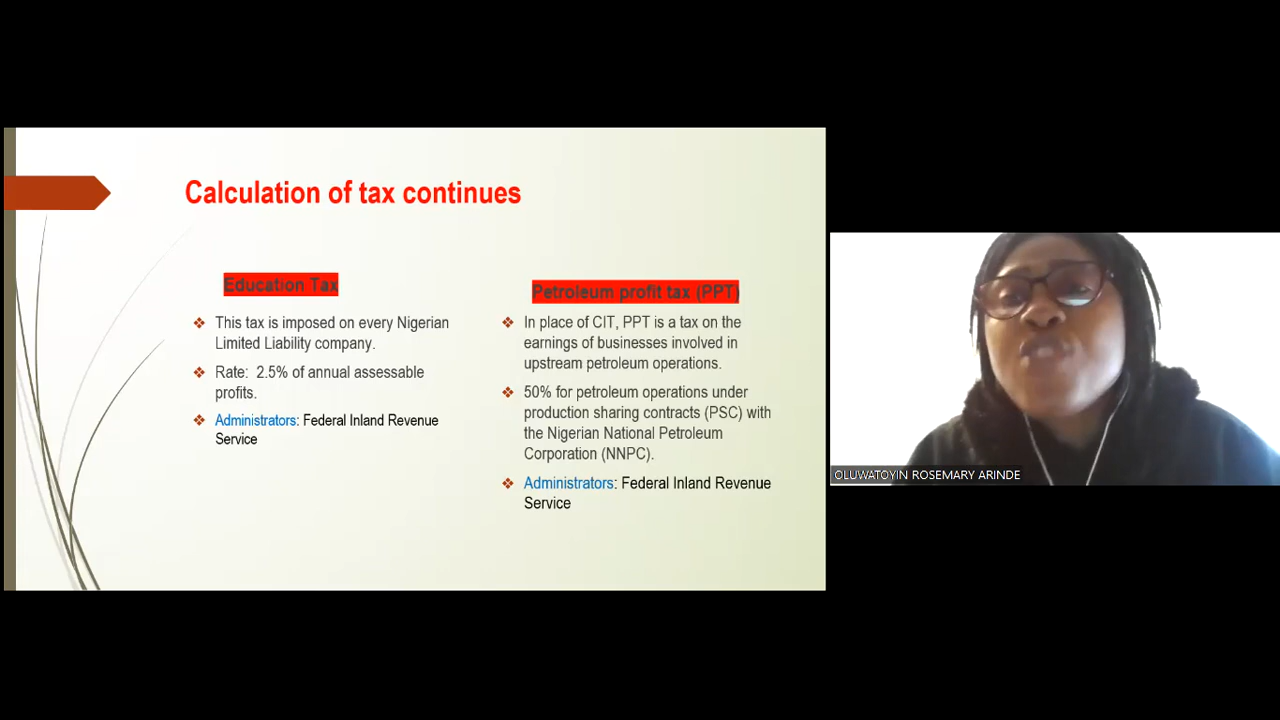 Calculation of tax continues
Education Tax
This tax is imposed on every Nigerian
Limited Liability company.
Rate: 2.5% of annual assessable
profits.
Administrators: Federal Inland Revenue
Service
Petroleum profit tax (PPT)
In place of CIT, PPT is a tax on the
earnings of businesses involved in
upstream petroleum operations.
50% for petroleum operations under
production sharing contracts (PSC) with
the Nigerian National Petroleum
Corporation (NNPC).
Administrators: Federal Inland Revenue
Service
OLUWATOYIN ROSEMARY ARINDE